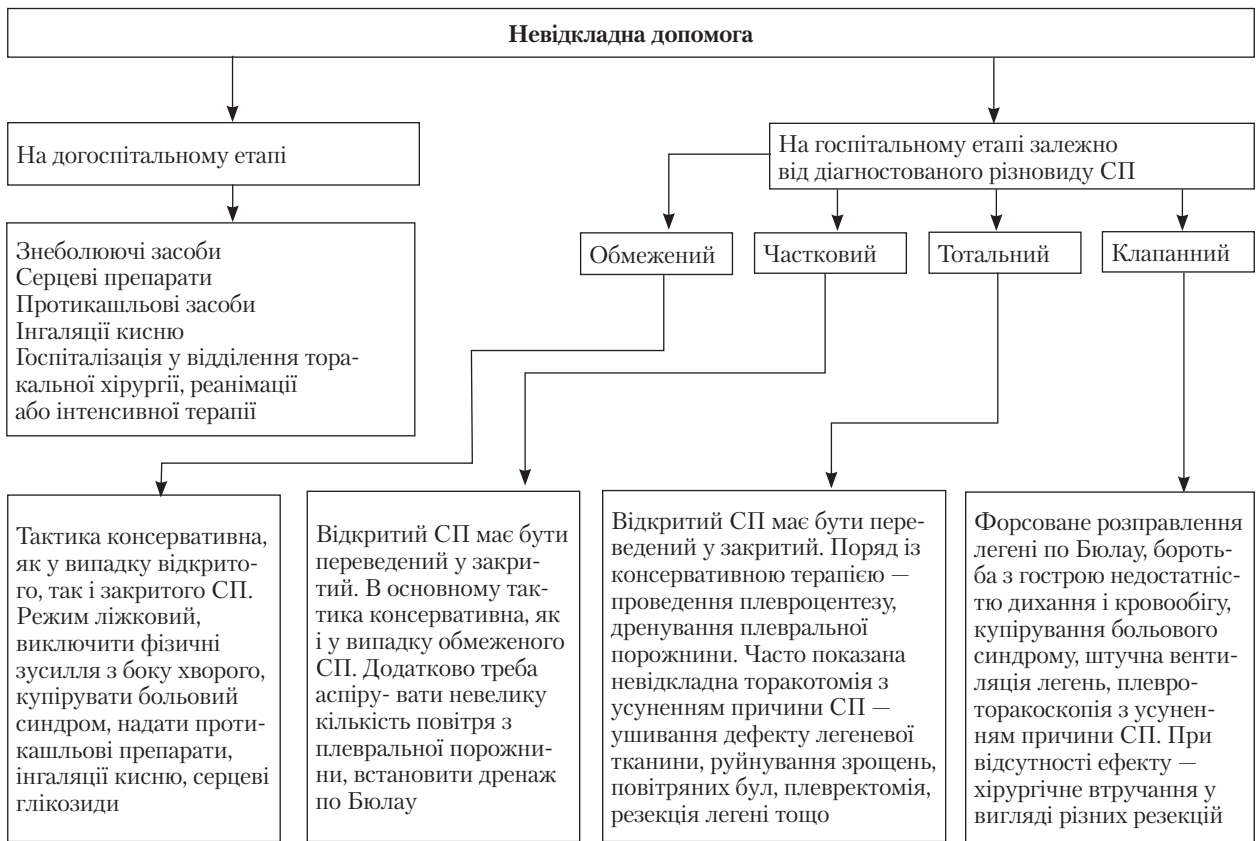 Невідкладна допомога
На догоспітальному етапі
На госпітальному етапі залежно
від діагностованого різновиду СП
Знеболюючі засоби
Серцеві препарати
Протикашльові засоби
Інгаляції кисню
Госпіталізація у відділення тора-
кальної хірургії, реанімації
або інтенсивної терапії
Обмежений
Частковий
Тотальний
Клапанний
Тактика консервативна,
як у випадку відкрито-
го, так і закритого СП.
Режим ліжковий,
виключити фізичні
зусилля з боку хворого,
купірувати больовий
синдром, надати проти-
кашльові препарати,
інгаляції кисню, серцеві
глікозиди
Відкритий СП має бути
переведений у закри-
тий. В основному так-
тика консервативна, як
і у випадку обмеженого
СП. Додатково треба
аспіру- вати невелику
кількість повітря з
плевральної порожни-
ни, встановити дренаж
по Бюлау
Відкритий СП має бути пере-
ведений у закритий. Поряд із
консервативною терапією —
проведення плевроцентезу,
дренування плевральної
порожнини. Часто показана
невідкладна торакотомія з
усуненням причини СП —
ушивання дефекту легеневої
тканини, руйнування зрощень,
повітряних бул, плевректомія,
резекція легені тощо
Форсоване розправлення
легені по Бюлау, бороть-
ба з гострою недостатніс-
тю дихання і кровообігу,
купірування больового
синдрому, штучна венти-
ляція легень, плевро-
торакоскопія з усунен-
ням причини СП. При
відсутності ефекту —
хірургічне втручання у
вигляді різних резекцій